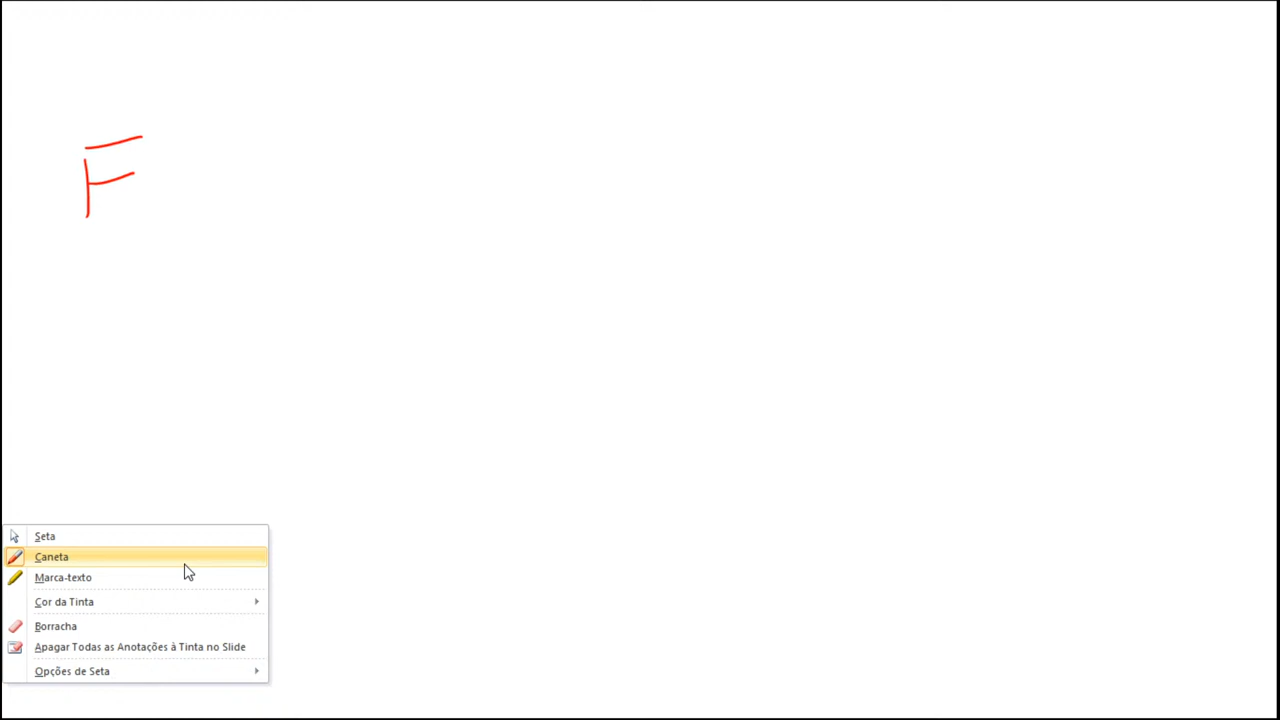 F
Seta
Caneta
Marca-texto
Cor da Tinta
Borracha
Apagar Todas as Anotações à Tinta no Slide
Opções de Seta